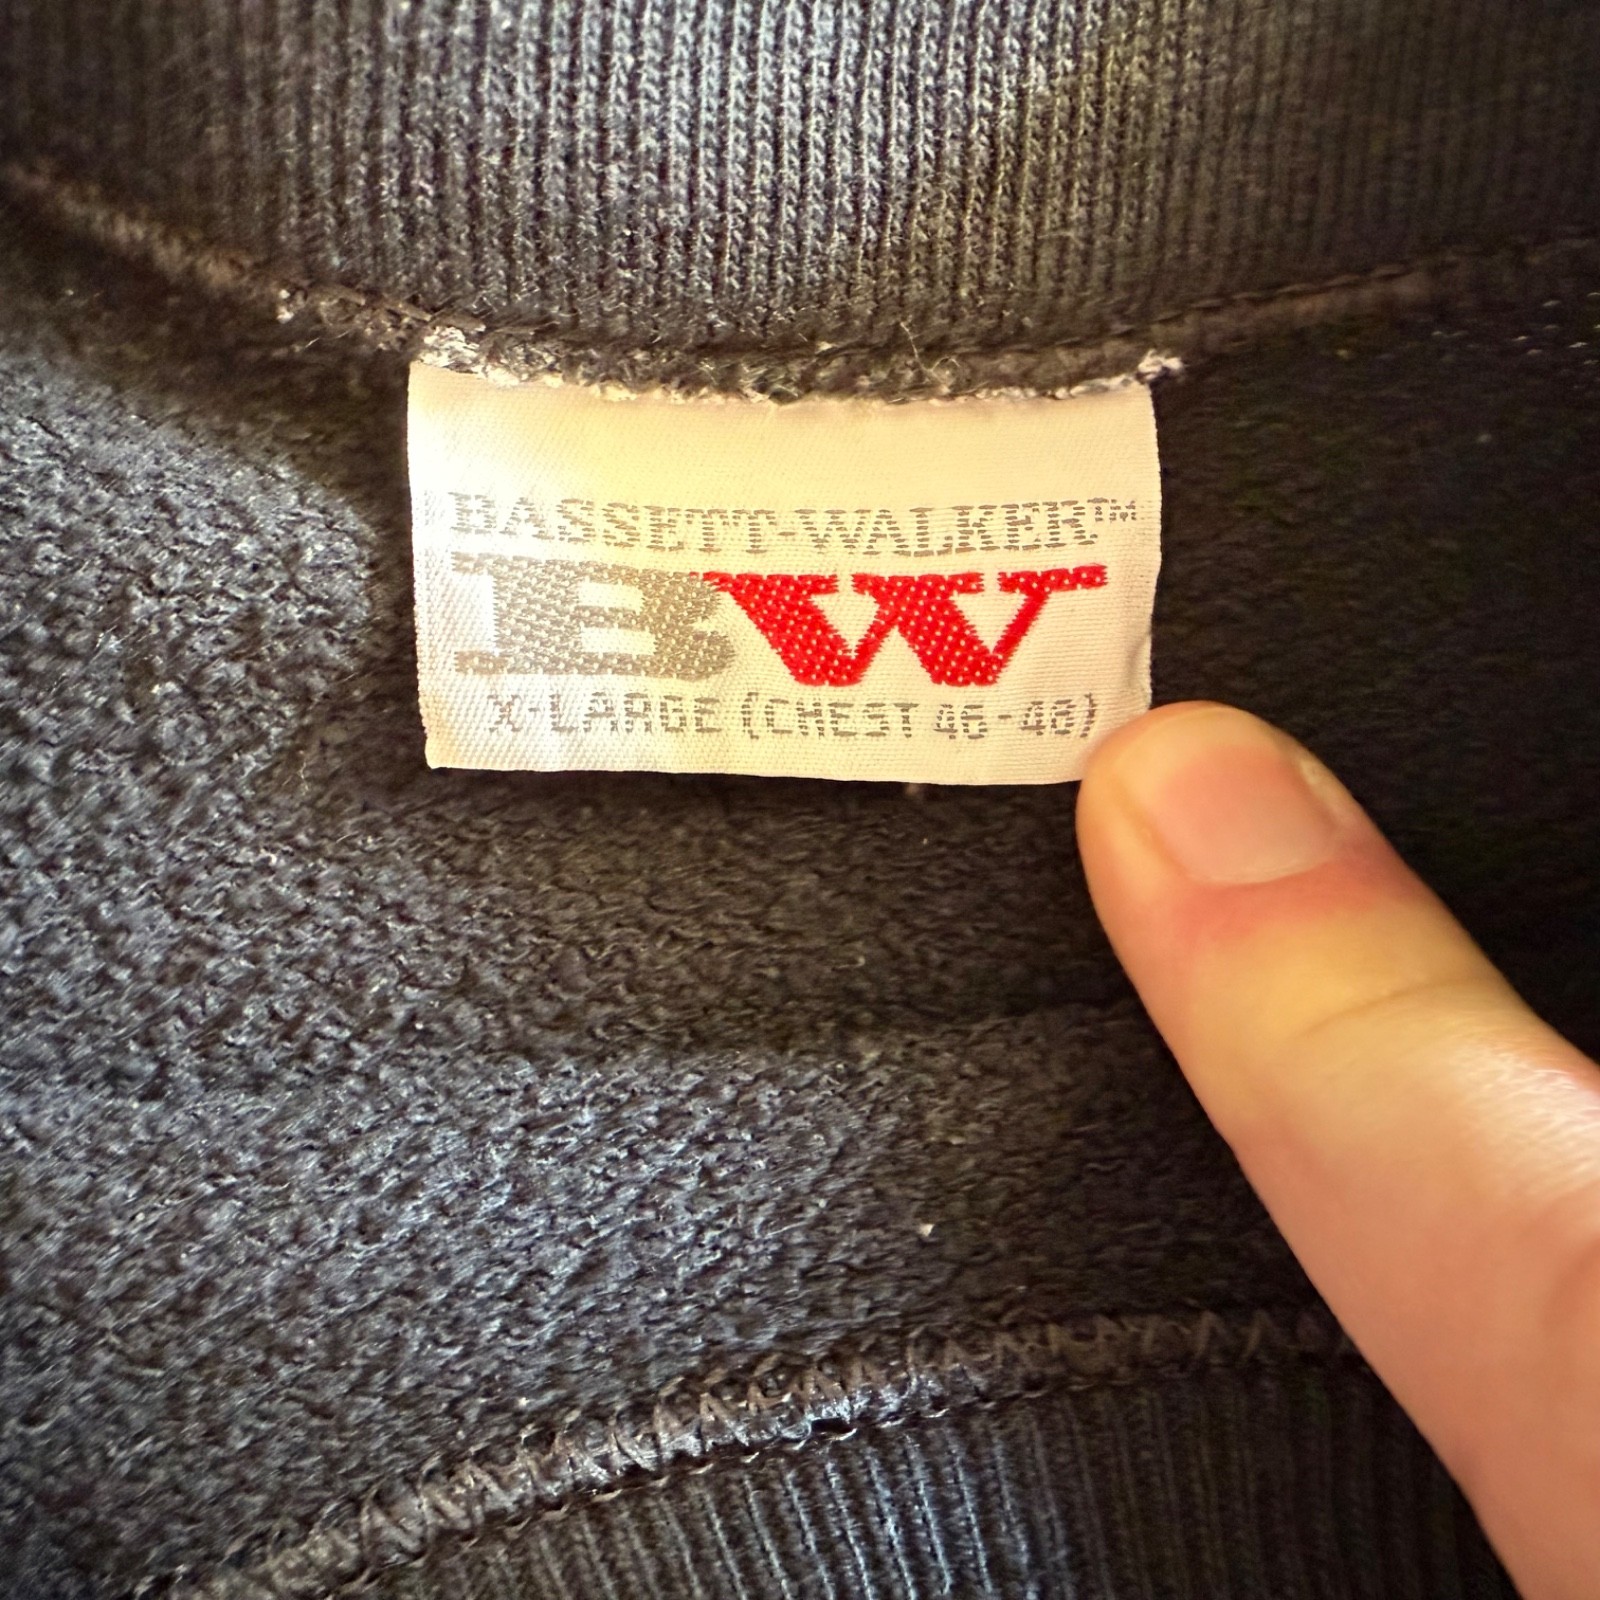 BASSETT-WALKER™
BW
X-LARGE (CHEST 46-48)